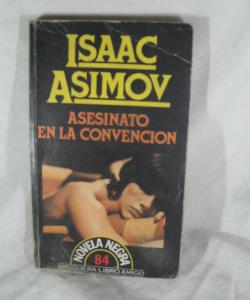 ISAAC
ASIMOV
ASESINATO
EN LA CONVENCION
NOVELA NEGRA
84
BRUGUERA-LIBRO AMIGO